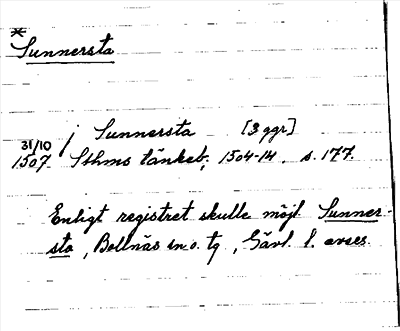 *
Sunnersta
i Sunnersta [3 ggr]
31/10
1507. Sthms tänkeb., 1504-14. s. 177.
Enligt registret skulle möjl. Sunner-
sta, Bollnäs sn o. tg, Gävl. l. avses.